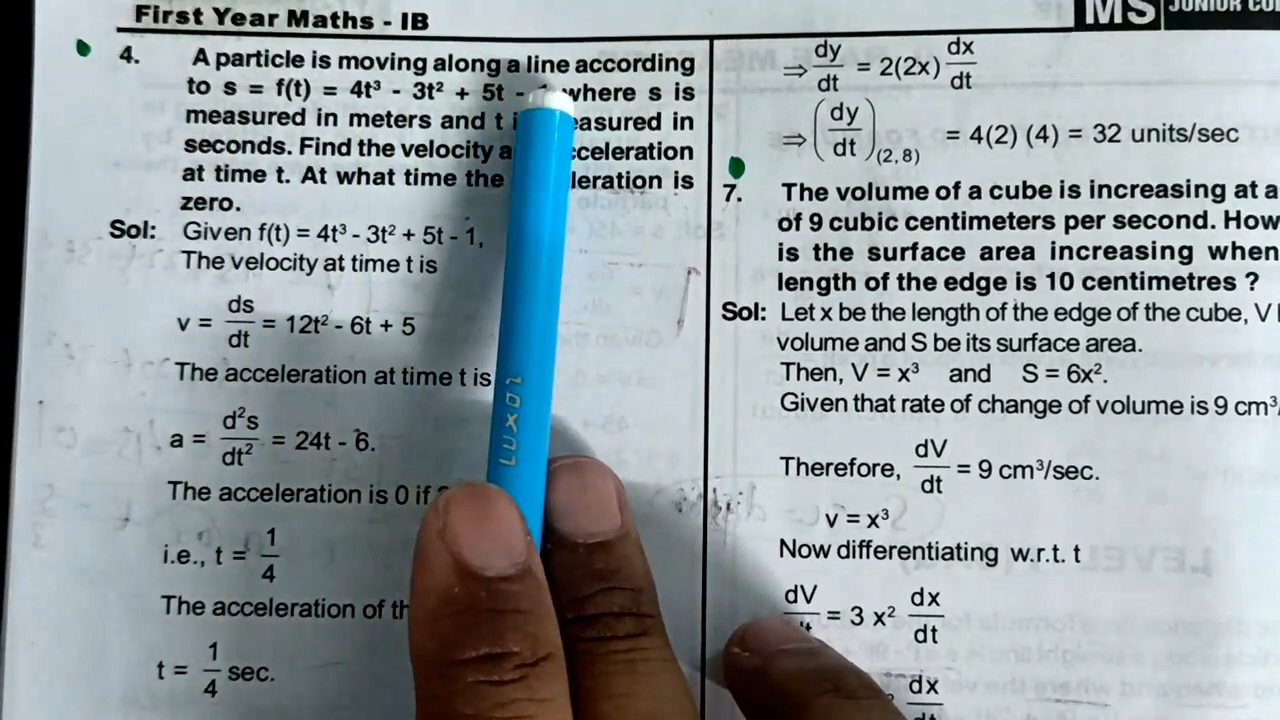 First Year Maths - IB
MS JUNIOR
4. A particle is moving along a line according
to s = f(t) = 4t³ - 3t² + 5t - where s is
measured in meters and t measured in
seconds. Find the velocity acceleration
at time t. At what time the acceleration is
zero.
Sol: Given f(t) = 4t³ - 3t² + 5t - 1,
The velocity at time t is
v = ds/dt = 12t² - 6t + 5
The acceleration at time t is
a = d²s/dt² = 24t - 6.
The acceleration is 0 if
i.e., t = 1/4
The acceleration of
t = 1/4 sec.
⇒ dy/dt = 2(2x) dx/dt
⇒ (dy/dt)(2,8) = 4(2) (4) = 32 units/sec
7. The volume of a cube is increasing at a
of 9 cubic centimeters per second. How
is the surface area increasing when
length of the edge is 10 centimetres ?
Sol: Let x be the length of the edge of the cube, V
volume and S be its surface area.
Then, V = x³ and S = 6x².
Given that rate of change of volume is 9 cm³
Therefore, dV/dt = 9 cm³/sec.
v = x³
Now differentiating w.r.t. t
dV/dt = 3 x² dx/dt
dx
LUXOR